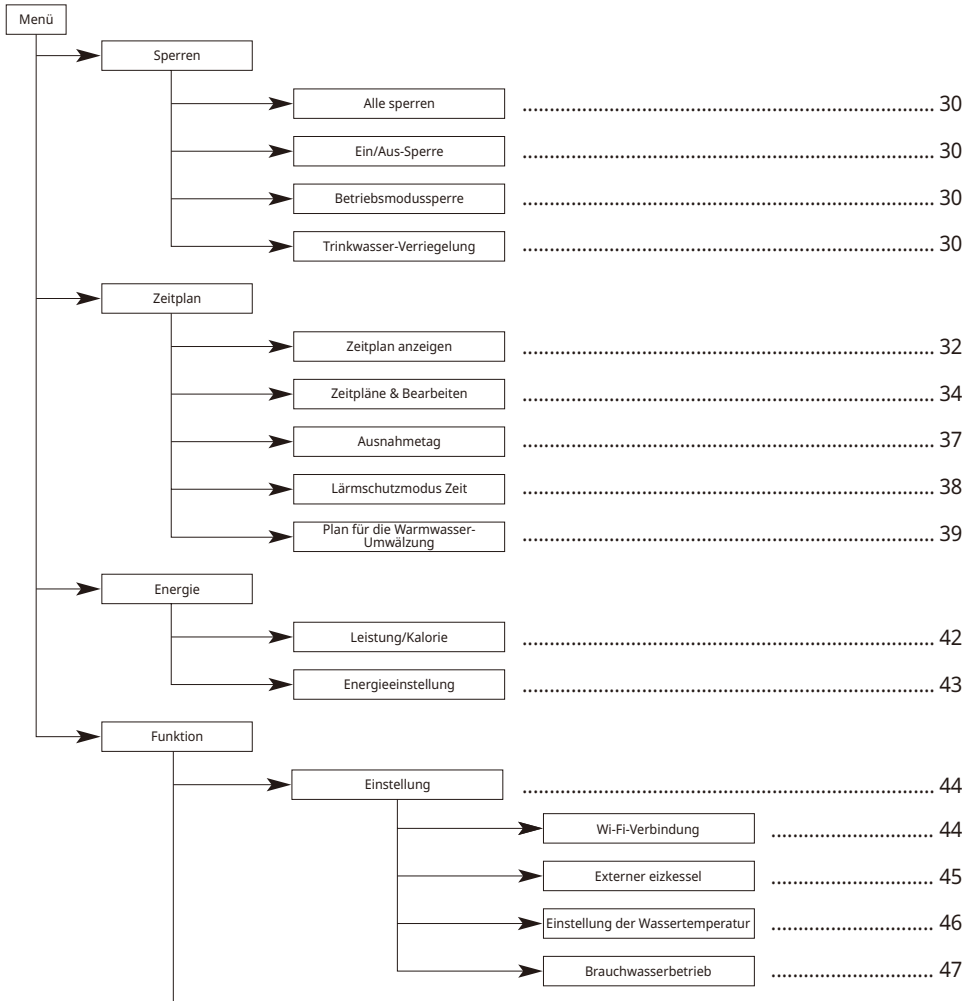 Menü
Sperren
Alle sperren ........................................................................................ 30
Ein/Aus-Sperre ........................................................................................ 30
Betriebsmodussperre ........................................................................................ 30
Trinkwasser-Verriegelung ........................................................................................ 30
Zeitplan
Zeitplan anzeigen ........................................................................................ 32
Zeitpläne & Bearbeiten ........................................................................................ 34
Ausnahmetag ........................................................................................ 37
Lärmschutzmodus Zeit ........................................................................................ 38
Plan für die Warmwasser-
Umwälzung ........................................................................................ 39
Energie
Leistung/Kalorie ........................................................................................ 42
Energieeinstellung ........................................................................................ 43
Funktion
Einstellung ........................................................................................ 44
Wi-Fi-Verbindung ................................... 44
Externer eizkessel ................................... 45
Einstellung der Wassertemperatur ................................... 46
Brauchwasserbetrieb ................................... 47